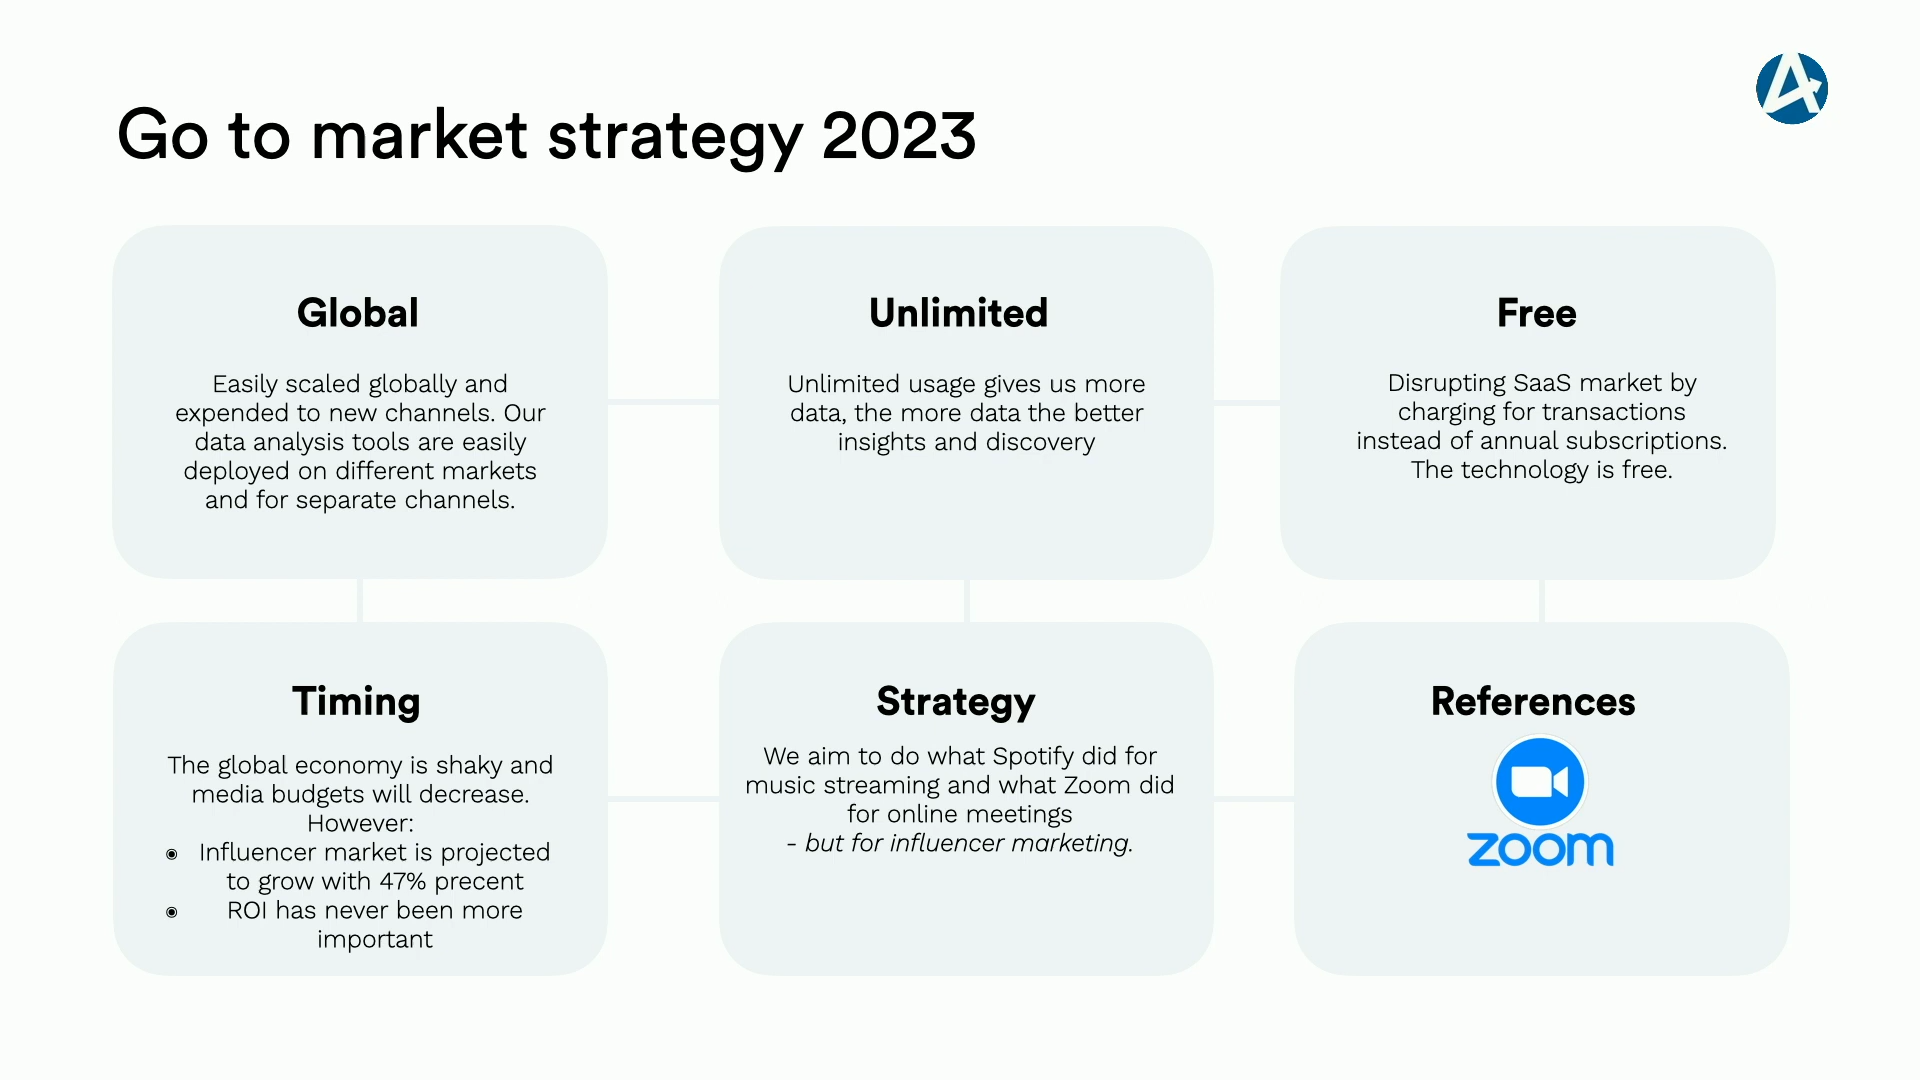 Go to market strategy 2023
Global
Easily scaled globally and
expended to new channels. Our
data analysis tools are easily
deployed on different markets
and for separate channels.
Unlimited
Unlimited usage gives us more
data, the more data the better
insights and discovery
Free
Disrupting SaaS market by
charging for transactions
instead of annual subscriptions.
The technology is free.
Timing
The global economy is shaky and
media budgets will decrease.
However:
◉ Influencer market is projected
to grow with 47% precent
◉ ROI has never been more
important
Strategy
We aim to do what Spotify did for
music streaming and what Zoom did
for online meetings
- but for influencer marketing.
References
zoom